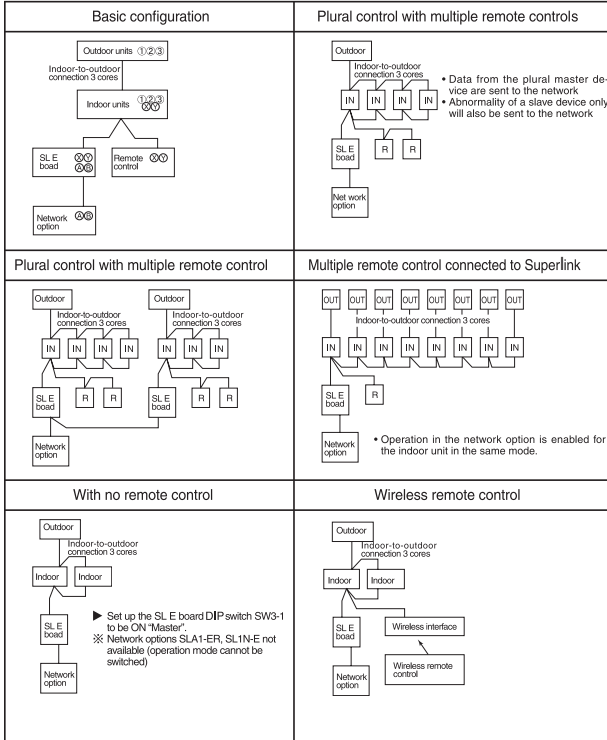 Basic configuration
Outdoor units ①②③
Indoor-to-outdoor
connection 3 cores
Indoor units ①②③
ⓍⓎ
SL E
boad
ⓍⓎ
ⒶⒷ
Remote
control
ⓍⓎ
Network
option
ⒶⒷ
Plural control with multiple remote controls
Outdoor
Indoor-to-outdoor
connection 3 cores
IN IN IN IN
SL E
boad
R R
Net work
option
• Data from the plural master de-
vice are sent to the network
• Abnormality of a slave device only
will also be sent to the network
Plural control with multiple remote control
Outdoor Outdoor
Indoor-to-outdoor
connection 3 cores
Indoor-to-outdoor
connection 3 cores
IN IN IN IN IN IN IN IN
SL E
boad
R R
SL E
boad
R R
Network
option
Multiple remote control connected to Superlink
OUT OUT OUT OUT OUT OUT OUT OUT
Indoor-to-outdoor connection 3 cores
IN IN IN IN IN IN IN IN
SL E
boad
R
Network
option
• Operation in the network option is enabled for
the indoor unit in the same mode.
With no remote control
Outdoor
Indoor-to-outdoor
connection 3 cores
Indoor Indoor
SL E
boad
Network
option
▶ Set up the SL E board DIP switch SW3-1
to be ON "Master".
※ Network options SLA1-ER, SL1N-E not
available (operation mode cannot be
switched)
Wireless remote control
Outdoor
Indoor-to-outdoor
connection 3 cores
Indoor Indoor
SL E
boad
Wireless interface
Wireless remote
control
Network
option